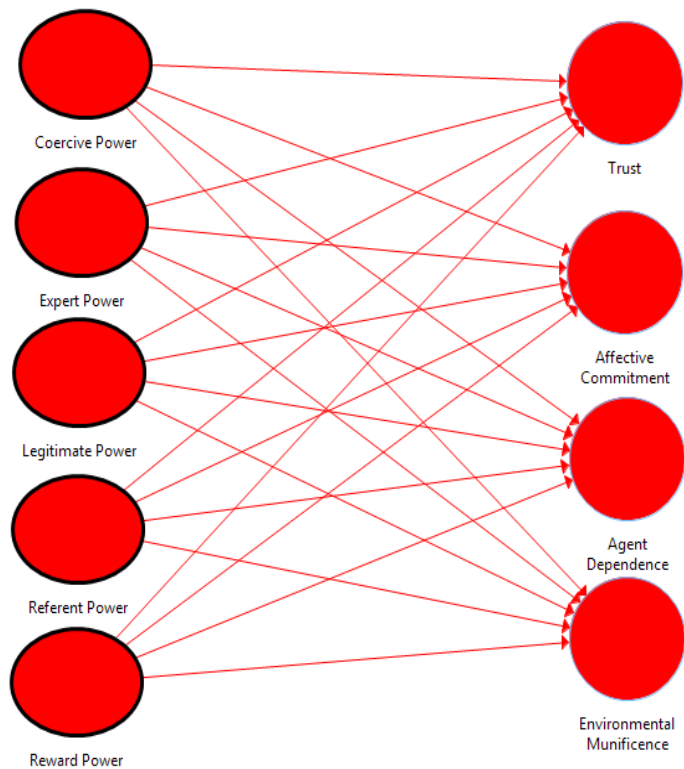 Coercive Power
Trust
Expert Power
Affective
Commitment
Legitimate Power
Agent
Dependence
Referent Power
Environmental
Munificence
Reward Power